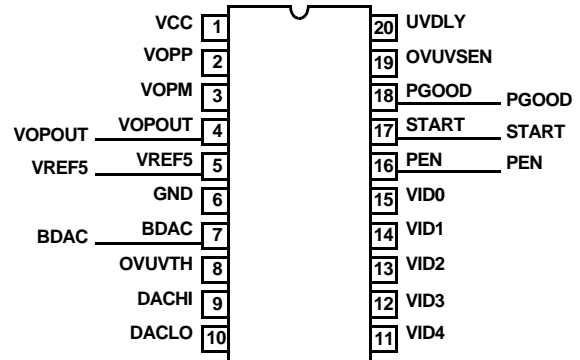 VCC 1 20 UVDLY
VOPP 2 19 OVUVSEN
VOPM 3 18 PGOOD PGOOD
VOPOUT VOPOUT 4 17 START START
VREF5 VREF5 5 16 PEN PEN
GND 6 15 VID0
BDAC BDAC 7 14 VID1
OVUVTH 8 13 VID2
DACHI 9 12 VID3
DACLO 10 11 VID4